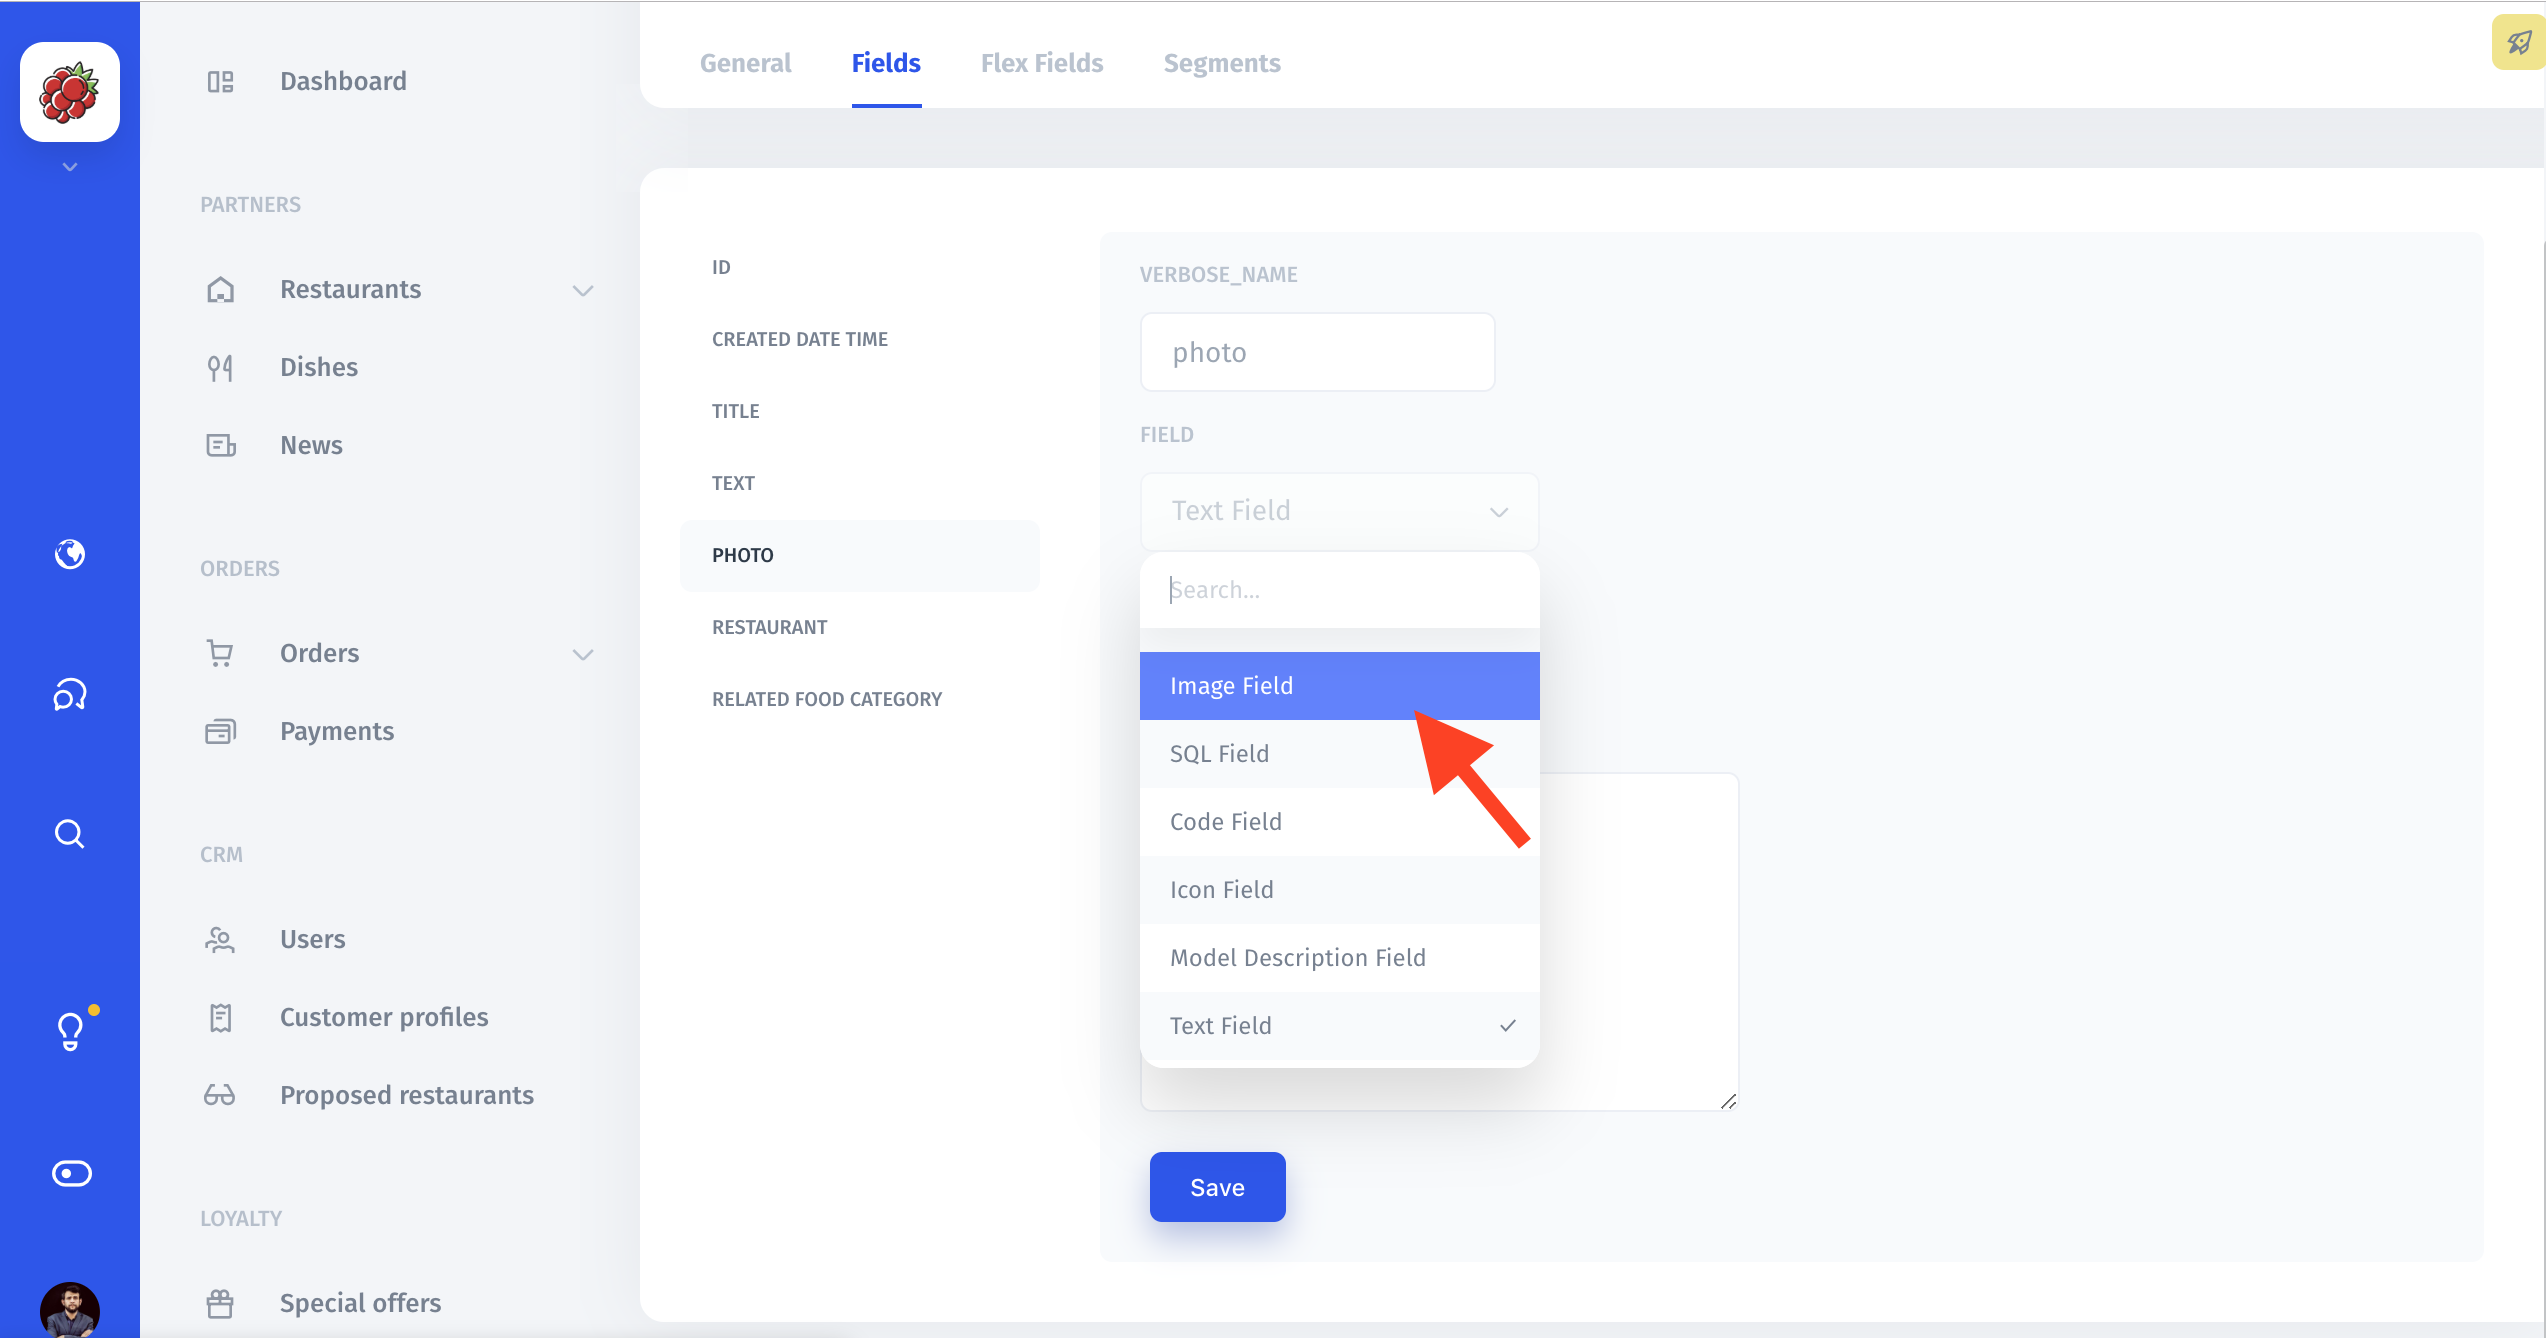 General
Fields
Flex Fields
Segments
Dashboard
PARTNERS
Restaurants
Dishes
News
ORDERS
Orders
Payments
CRM
Users
Customer profiles
Proposed restaurants
LOYALTY
Special offers
ID
CREATED DATE TIME
TITLE
TEXT
PHOTO
RESTAURANT
RELATED FOOD CATEGORY
VERBOSE_NAME
photo
FIELD
Text Field
Search...
Image Field
SQL Field
Code Field
Icon Field
Model Description Field
Text Field
Save